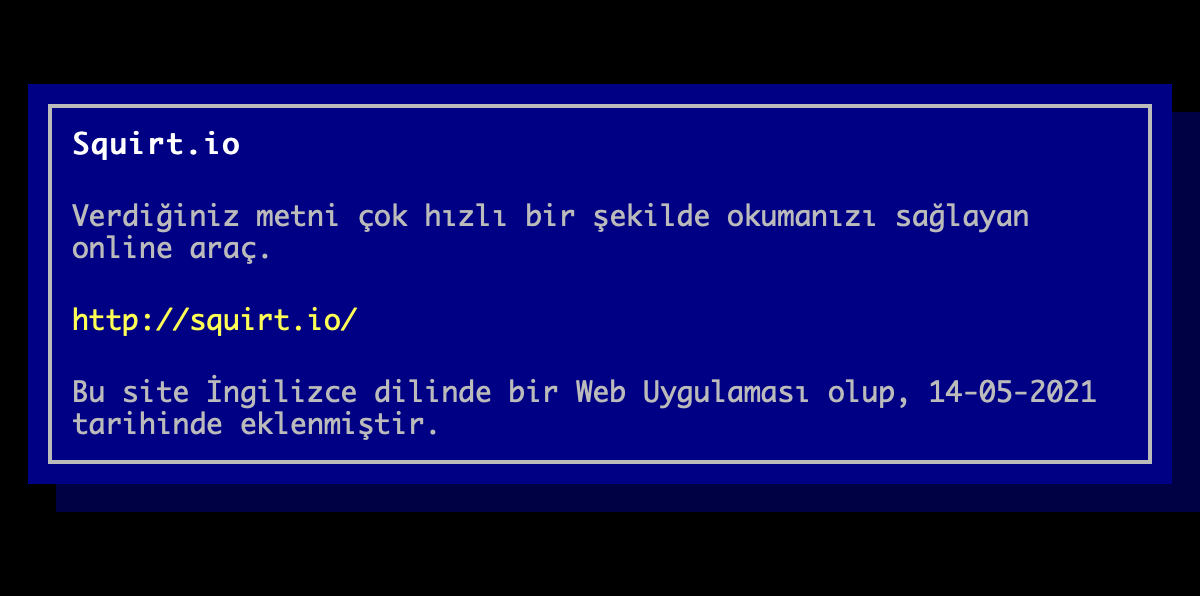 Squirt.io
Verdiğiniz metni çok hızlı bir şekilde okumanızı sağlayan
online araç.
http://squirt.io/
Bu site İngilizce dilinde bir Web Uygulaması olup, 14-05-2021
tarihinde eklenmiştir.